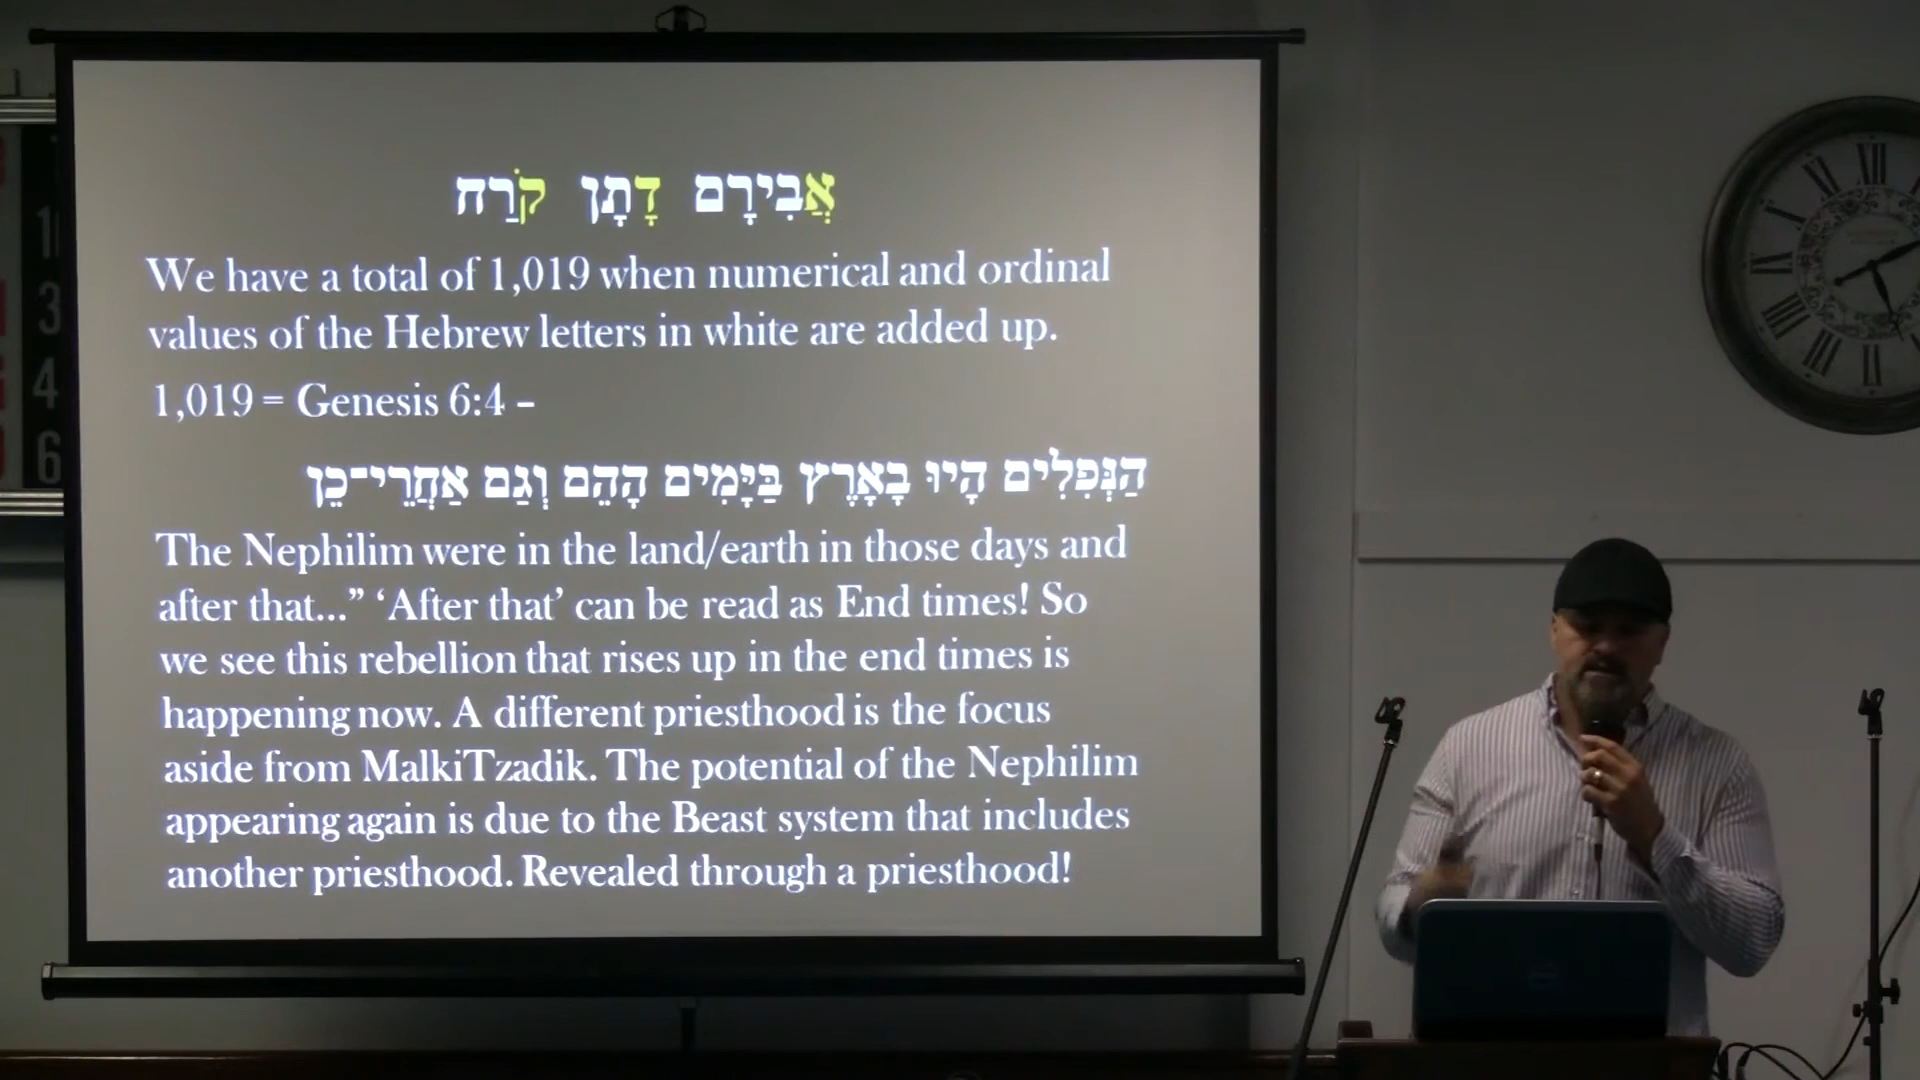 אֲבִירָם דָתָן קֹרַח
We have a total of 1,019 when numerical and ordinal
values of the Hebrew letters in white are added up.
1,019 = Genesis 6:4 –
הַנְּפִלִים הָיוּ בָאָרֶץ בַּיָּמִים הָהֵם וְגַם אַחֲרֵי־כֵן
The Nephilim were in the land/earth in those days and
after that...” ‘After that’ can be read as End times! So
we see this rebellion that rises up in the end times is
happening now. A different priesthood is the focus
aside from MalkiTzadik. The potential of the Nephilim
appearing again is due to the Beast system that includes
another priesthood. Revealed through a priesthood!
3
4
6